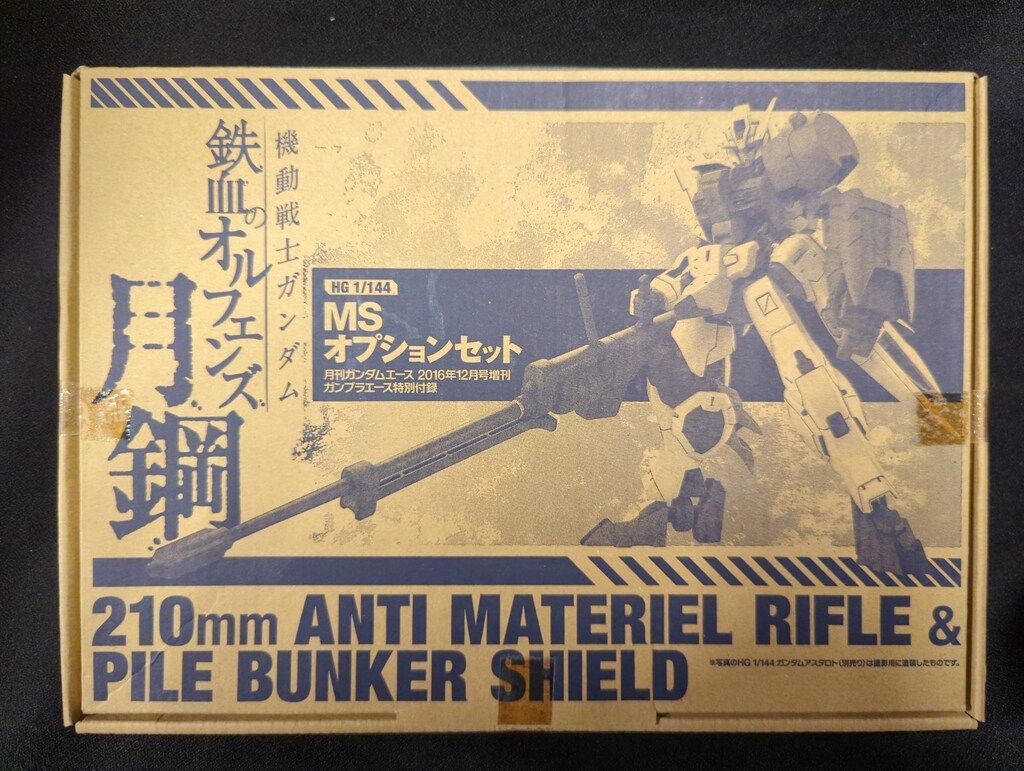 機動戦士ガンダム
鉄血のオルフェンズ
月鋼
HG 1/144
MS
オプションセット
月刊ガンダムエース 2016年12月号増刊
ガンプラエース特別付録
210mm ANTI MATERIEL RIFLE &
PILE BUNKER SHIELD
※写真のHG 1/144 ガンダムアスタロト（別売り）は撮影用に塗装したものです。